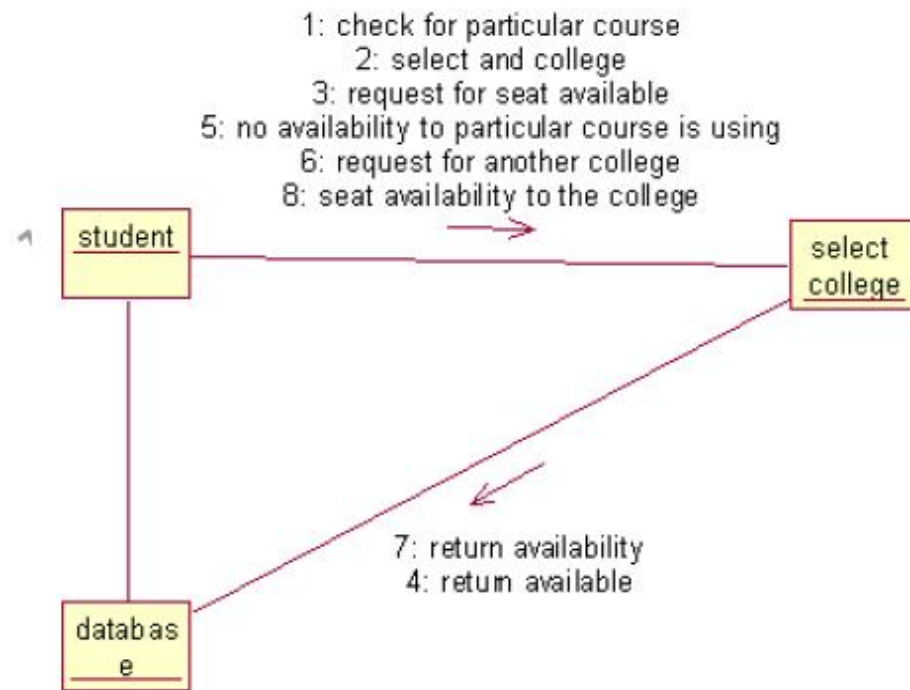 1: check for particular course
2: select and college
3: request for seat available
5: no availability to particular course is using
6: request for another college
8: seat availability to the college
student
select
college
7: return availability
4: return available
databas
e